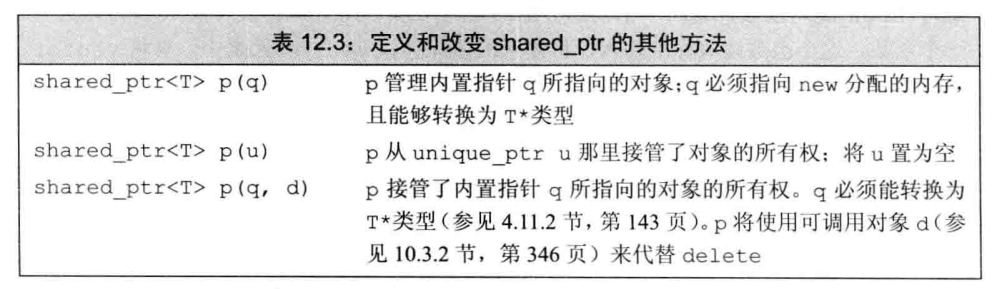 表 12.3：定义和改变 shared_ptr 的其他方法
shared_ptr<T> p(q) p 管理内置指针 q 所指向的对象；q 必须指向 new 分配的内存，
且能够转换为 T*类型
shared_ptr<T> p(u) p 从 unique_ptr u 那里接管了对象的所有权；将 u 置为空
shared_ptr<T> p(q, d) p 接管了内置指针 q 所指向的对象的所有权。q 必须能转换为
T*类型（参见 4.11.2 节，第 143 页）。p 将使用可调用对象 d（参
见 10.3.2 节，第 346 页）来代替 delete